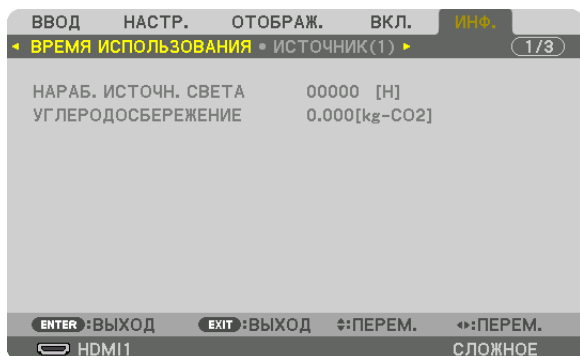 ВВОД НАСТР. ОТОБРАЖ. ВКЛ. ИНФ.
◂ ВРЕМЯ ИСПОЛЬЗОВАНИЯ • ИСТОЧНИК(1) ▸ 1/3
НАРАБ. ИСТОЧН. СВЕТА 00000 [H]
УГЛЕРОДОСБЕРЕЖЕНИЕ 0.000[kg-CO2]
ENTER :ВЫХОД EXIT :ВЫХОД ≑:ПЕРЕМ. ◂▸:ПЕРЕМ.
HDMI1 СЛОЖНОЕ